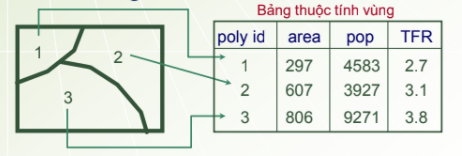 Bảng thuộc tính vùng
poly id area pop TFR
1 297 4583 2.7
2 607 3927 3.1
3 806 9271 3.8
1
2
3